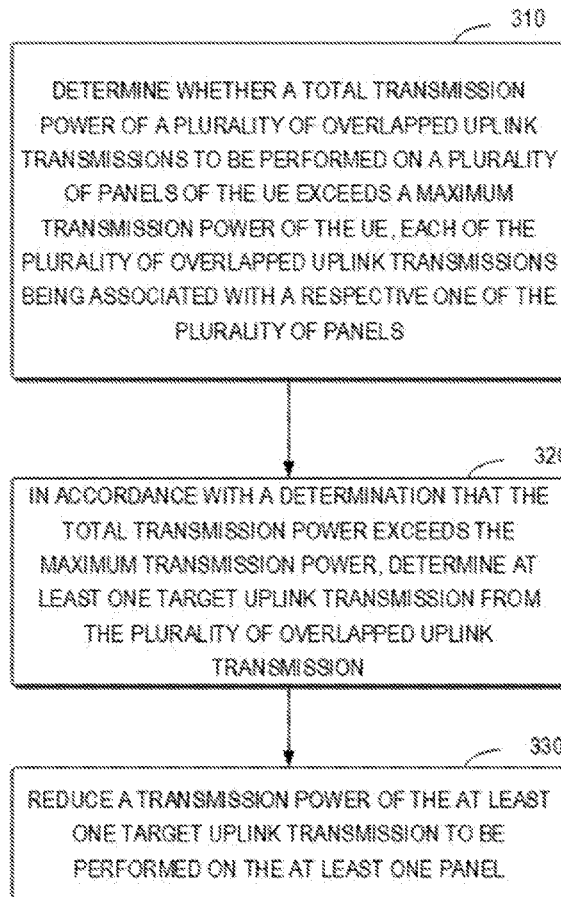 310
DETERMINE WHETHER A TOTAL TRANSMISSION
POWER OF A PLURALITY OF OVERLAPPED UPLINK
TRANSMISSIONS TO BE PERFORMED ON A PLURALITY
OF PANELS OF THE UE EXCEEDS A MAXIMUM
TRANSMISSION POWER OF THE UE, EACH OF THE
PLURALITY OF OVERLAPPED UPLINK TRANSMISSIONS
BEING ASSOCIATED WITH A RESPECTIVE ONE OF THE
PLURALITY OF PANELS
320
IN ACCORDANCE WITH A DETERMINATION THAT THE
TOTAL TRANSMISSION POWER EXCEEDS THE
MAXIMUM TRANSMISSION POWER, DETERMINE AT
LEAST ONE TARGET UPLINK TRANSMISSION FROM
THE PLURALITY OF OVERLAPPED UPLINK
TRANSMISSION
330
REDUCE A TRANSMISSION POWER OF THE AT LEAST
ONE TARGET UPLINK TRANSMISSION TO BE
PERFORMED ON THE AT LEAST ONE PANEL